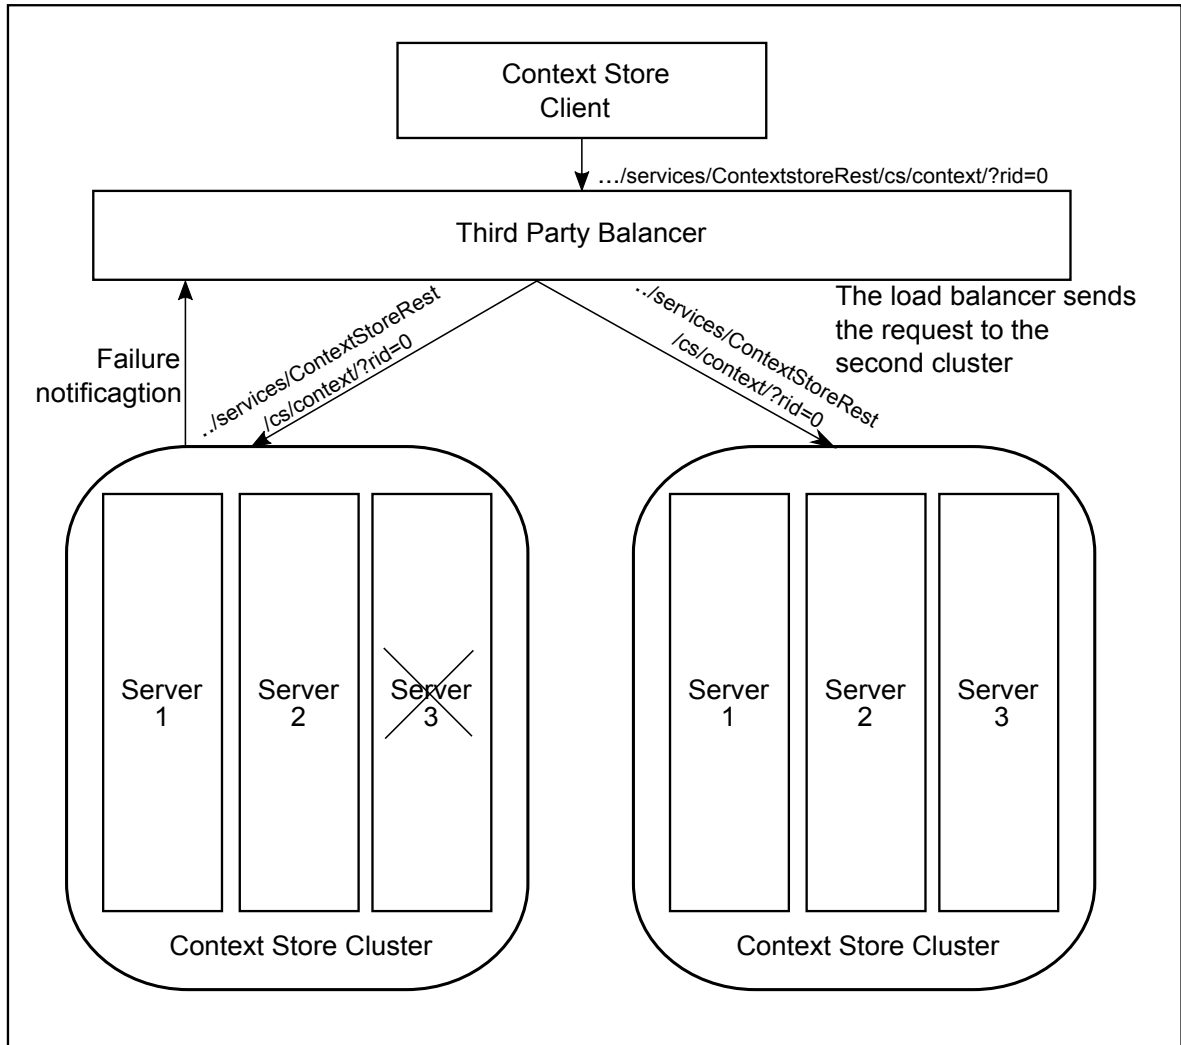 Context Store
Client
…/services/ContextstoreRest/cs/context/?rid=0
Third Party Balancer
../services/ContextStoreRest
/cs/context/?rid=0
../services/ContextStoreRest
/cs/context/?rid=0
The load balancer sends
the request to the
second cluster
Failure
notificagtion
Server
1
Server
2
Server
3
Context Store Cluster
Server
1
Server
2
Server
3
Context Store Cluster